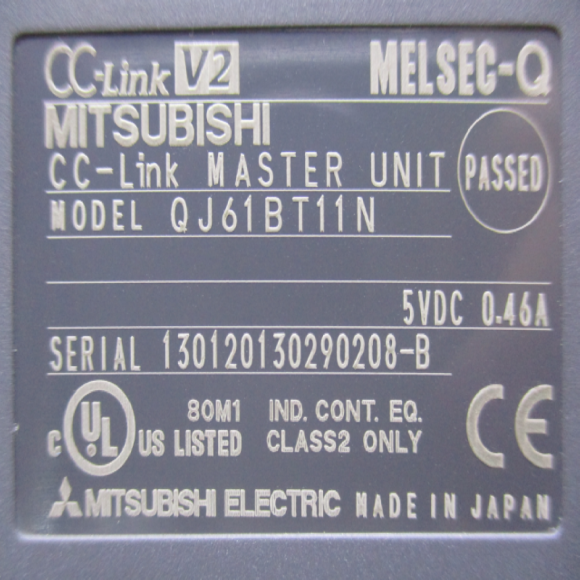 CC-Link V2 MELSEC-Q
MITSUBISHI
CC-Link MASTER UNIT
PASSED
MODEL QJ61BT11N
5VDC 0.46A
SERIAL 130120130290208-B
C UL US LISTED 80M1 IND. CONT. EQ.
CLASS2 ONLY
CE
MITSUBISHI ELECTRIC MADE IN JAPAN